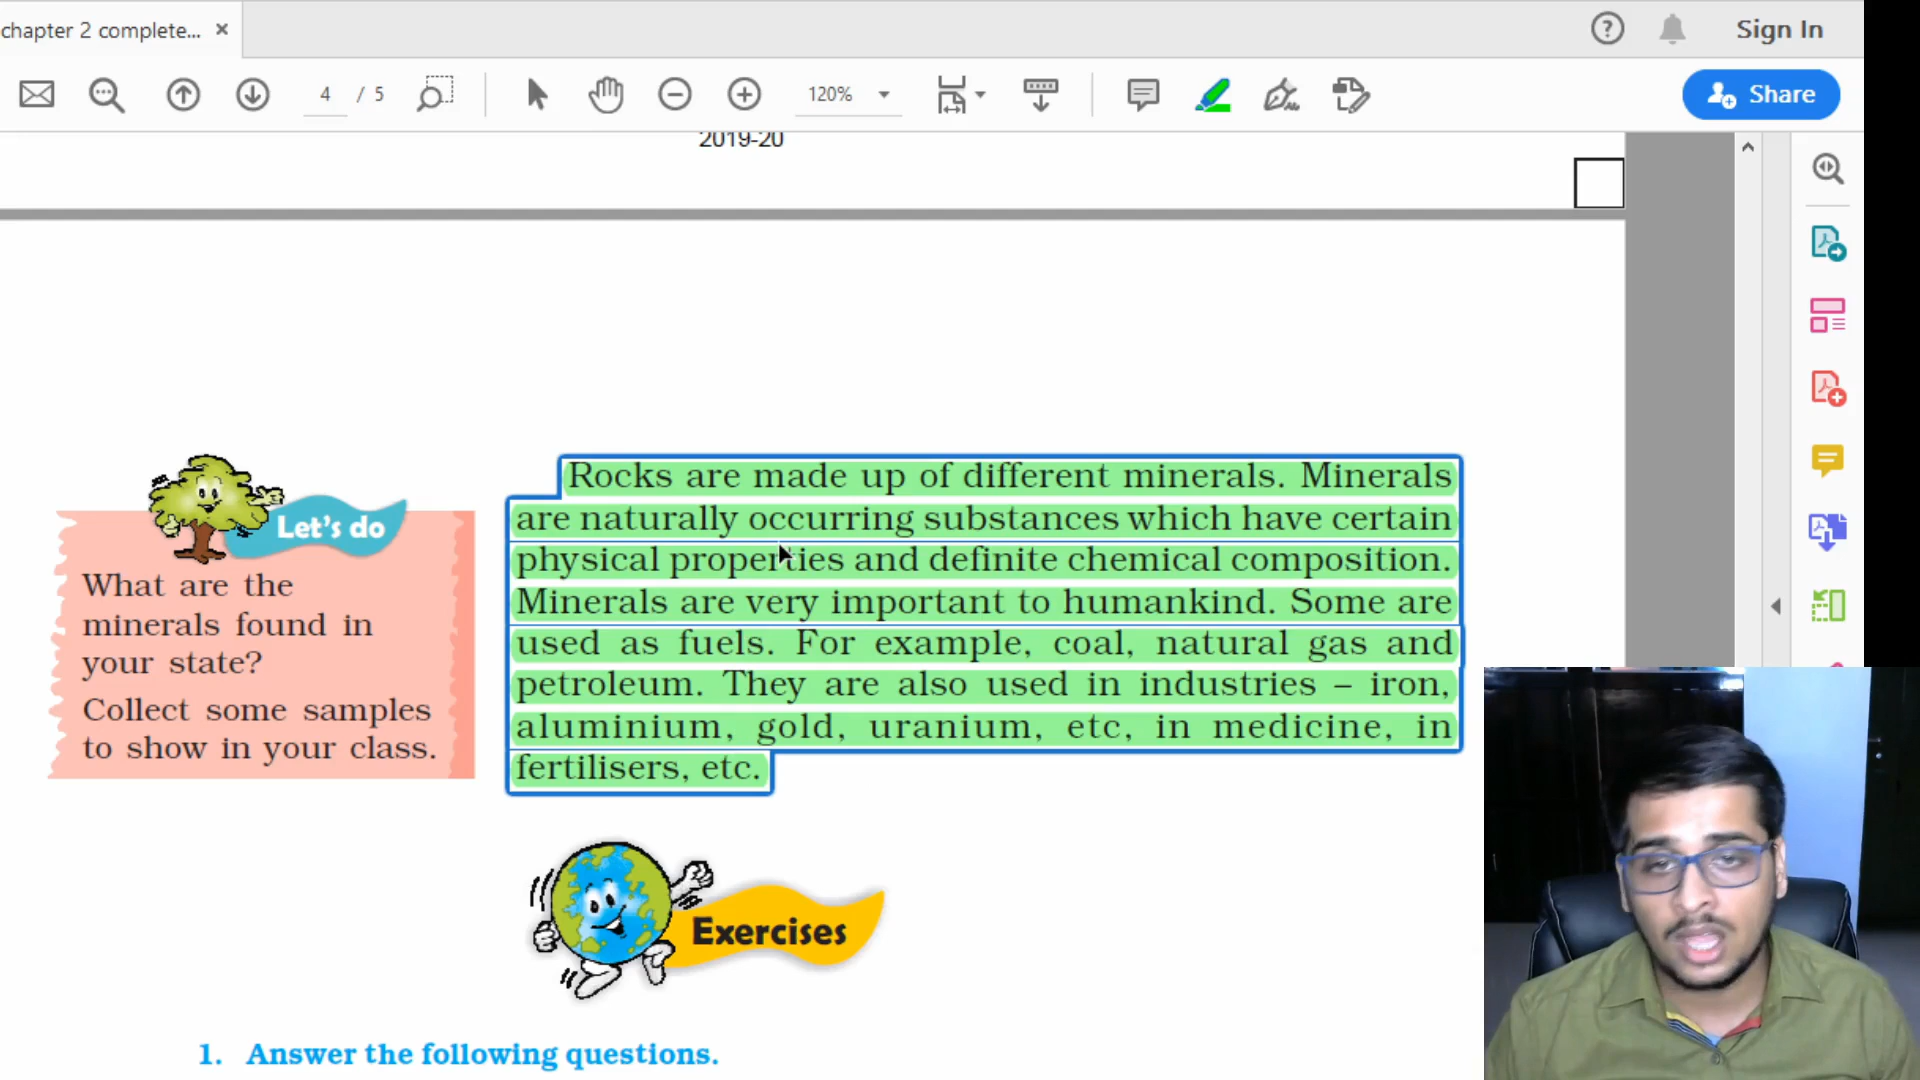 chapter 2 complete...
Sign In
4 / 5
120%
Share
2019-20
Let's do
What are the
minerals found in
your state?
Collect some samples
to show in your class.
Rocks are made up of different minerals. Minerals
are naturally occurring substances which have certain
physical properties and definite chemical composition.
Minerals are very important to humankind. Some are
used as fuels. For example, coal, natural gas and
petroleum. They are also used in industries – iron,
aluminium, gold, uranium, etc, in medicine, in
fertilisers, etc.
Exercises
1. Answer the following questions.